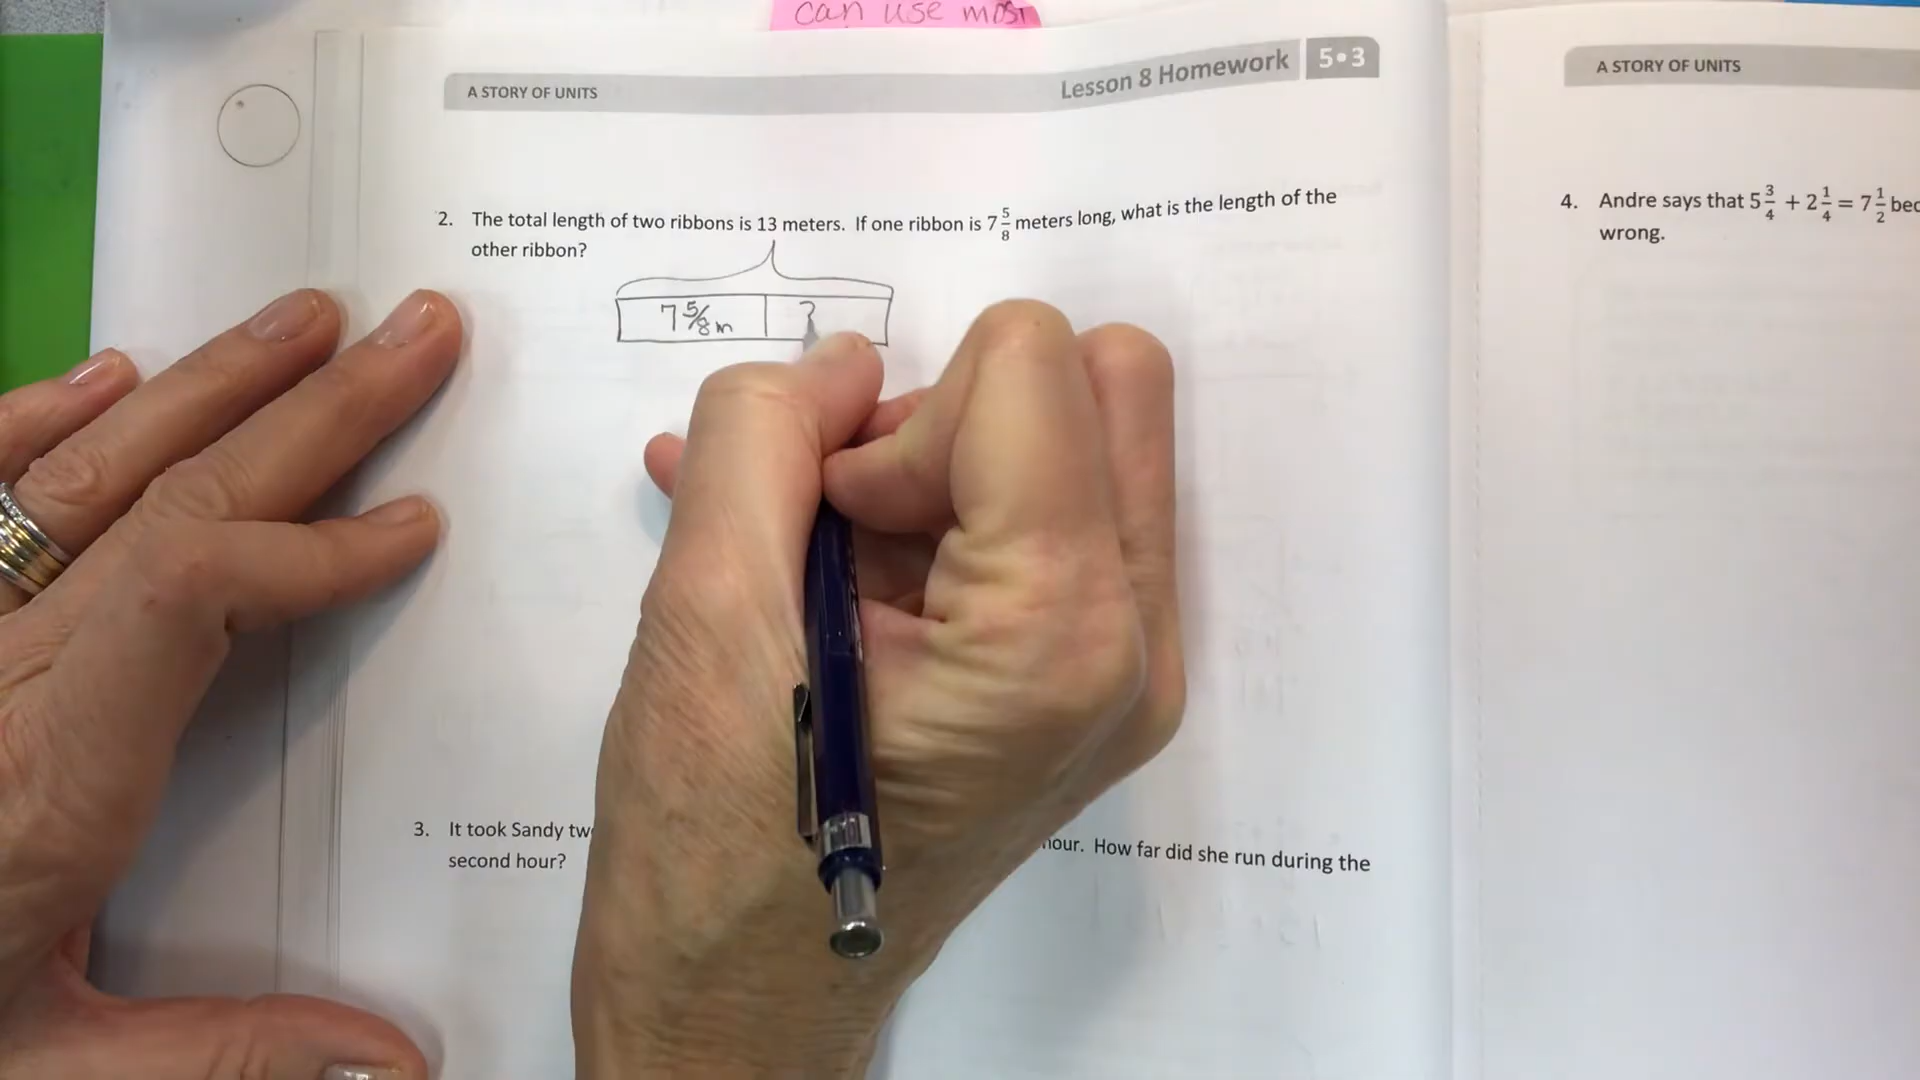 can use most
A STORY OF UNITS
Lesson 8 Homework 5•3
2. The total length of two ribbons is 13 meters. If one ribbon is 7 5/8 meters long, what is the length of the
other ribbon?
7 5/8 m ?
3. It took Sandy tw
hour. How far did she run during the
second hour?
A STORY OF UNITS
4. Andre says that 5 3/4 + 2 1/4 = 7 1/2 bec
wrong.